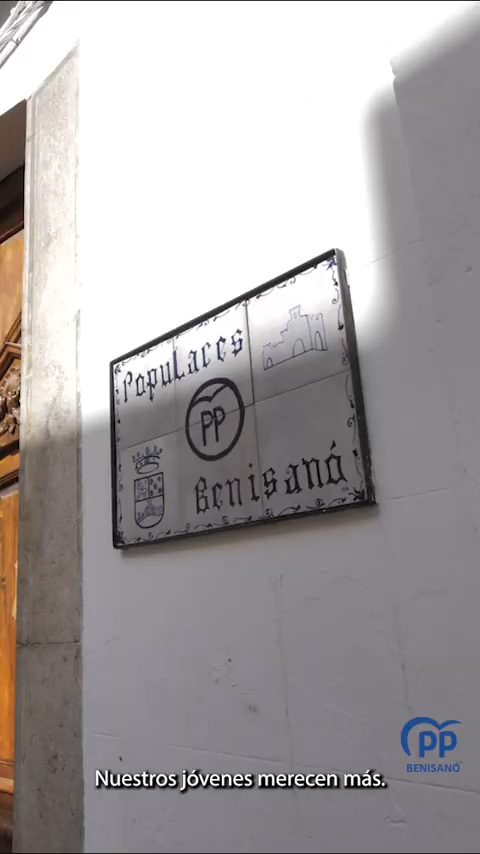 Populares
PP
Benisanó
PP
BENISANÓ
Nuestros jóvenes merecen más.